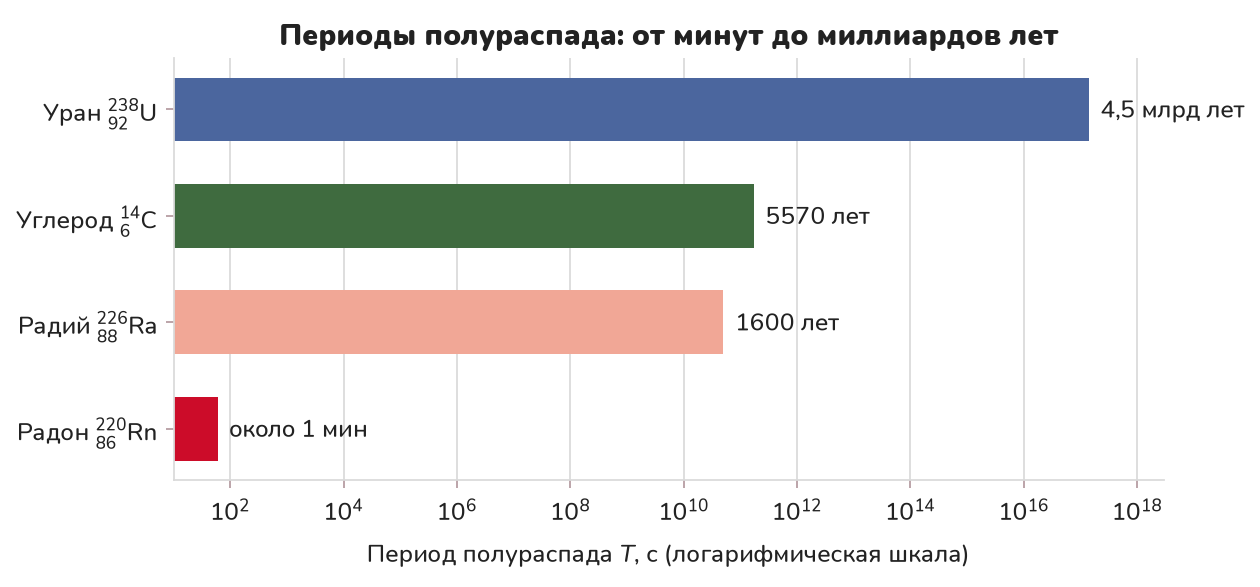 Периоды полураспада: от минут до миллиардов лет
Уран ²³⁸₉₂U
4,5 млрд лет
Углерод ¹⁴₆C
5570 лет
Радий ²²⁶₈₈Ra
1600 лет
Радон ²²⁰₈₆Rn
около 1 мин
10² 10⁴ 10⁶ 10⁸ 10¹⁰ 10¹² 10¹⁴ 10¹⁶ 10¹⁸
Период полураспада T, с (логарифмическая шкала)